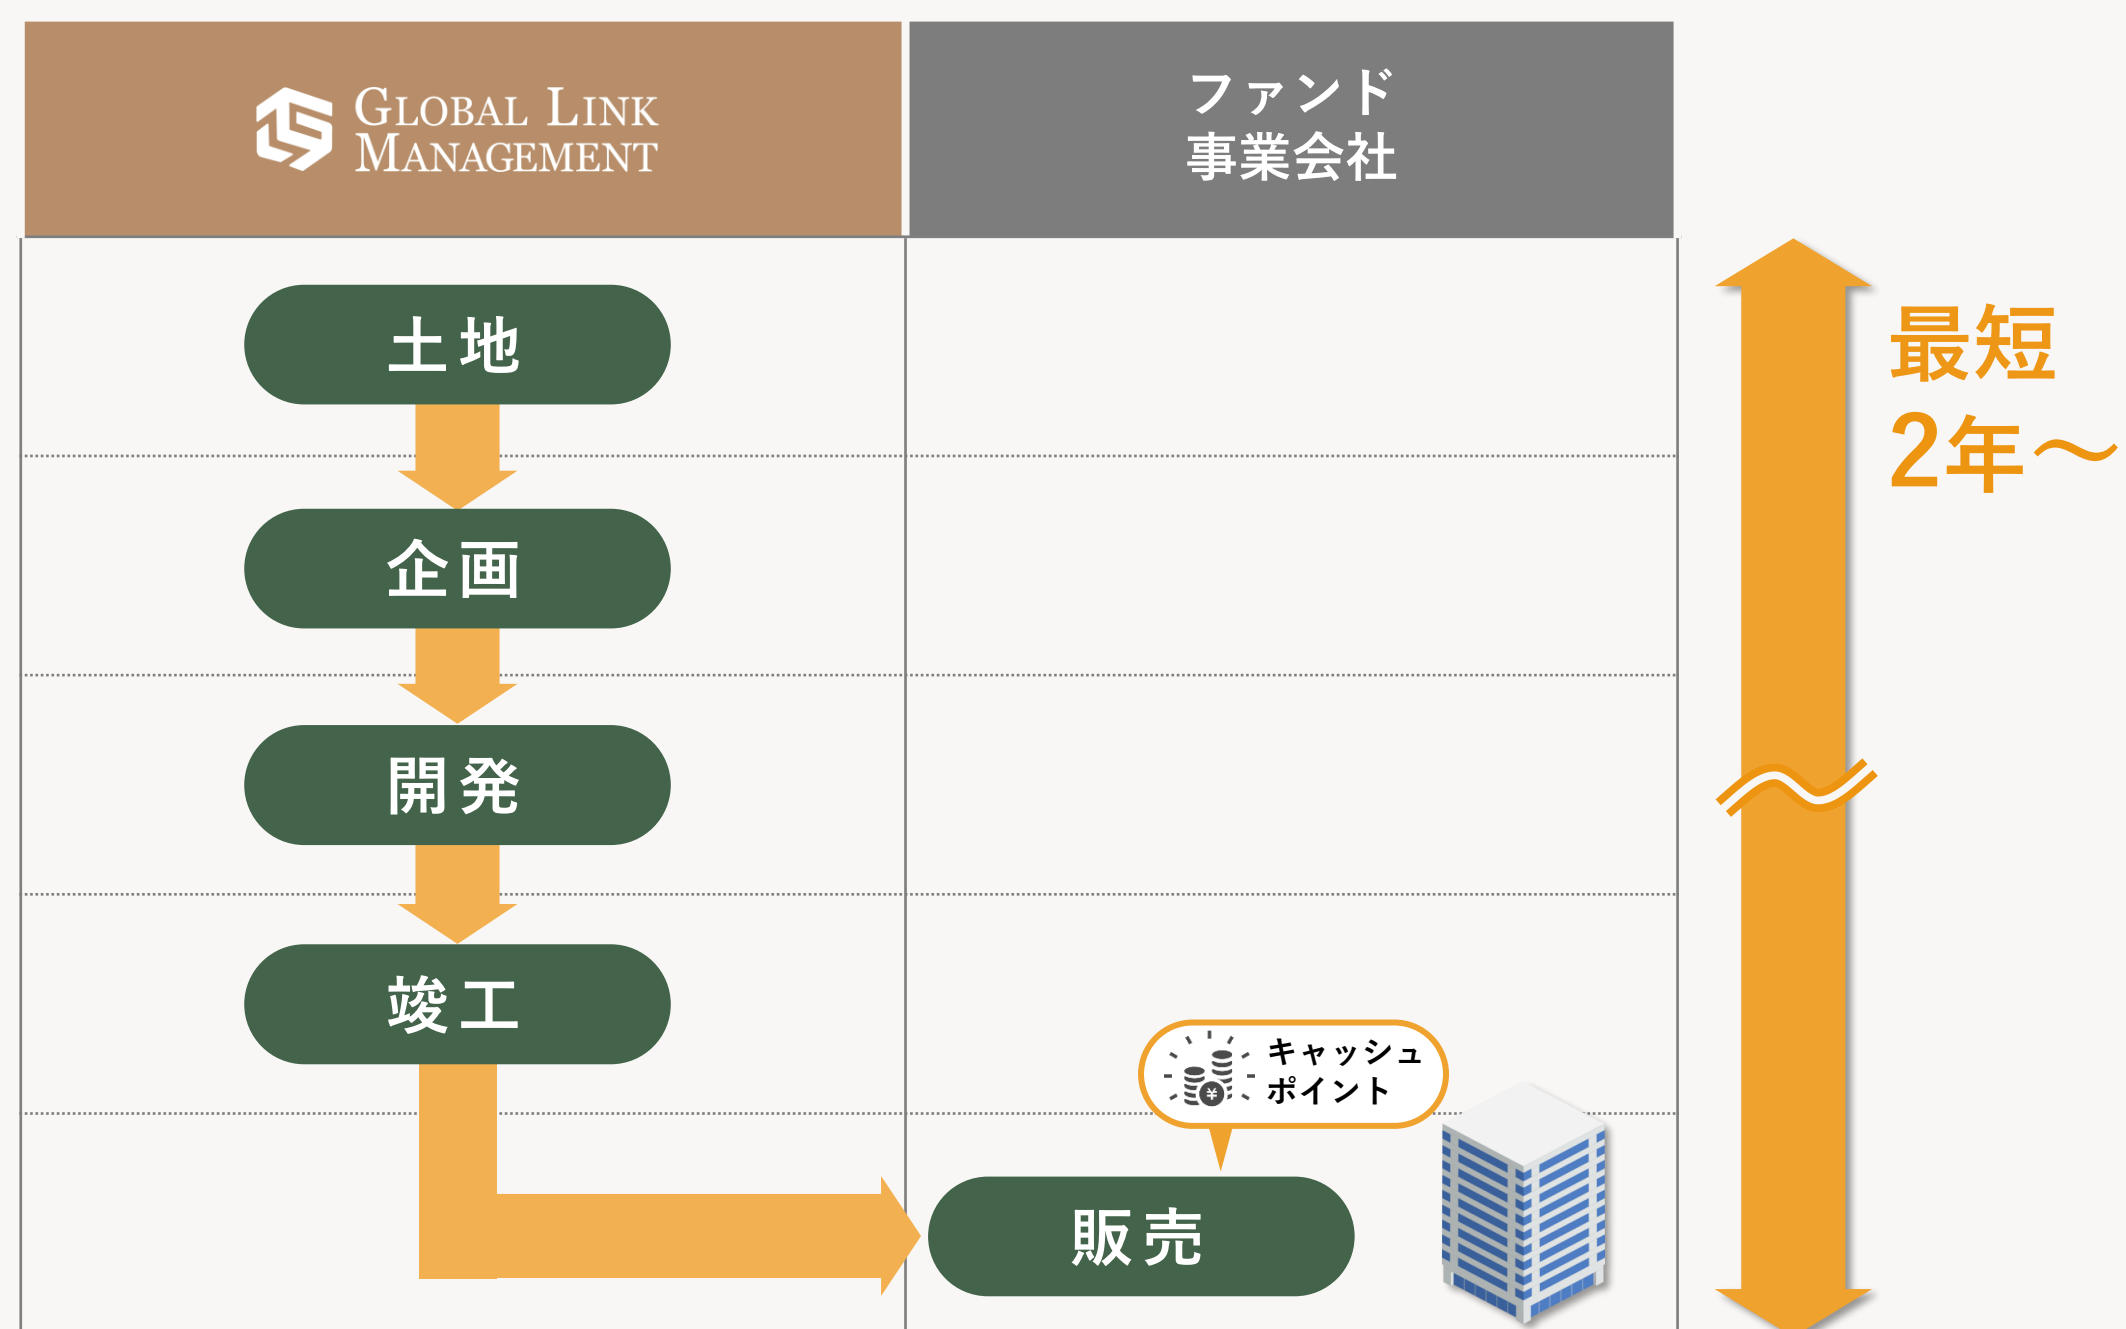 GLOBAL LINK
MANAGEMENT
ファンド
事業会社
最短
2年～
土地
企画
開発
竣工
キャッシュ
ポイント
¥
販売